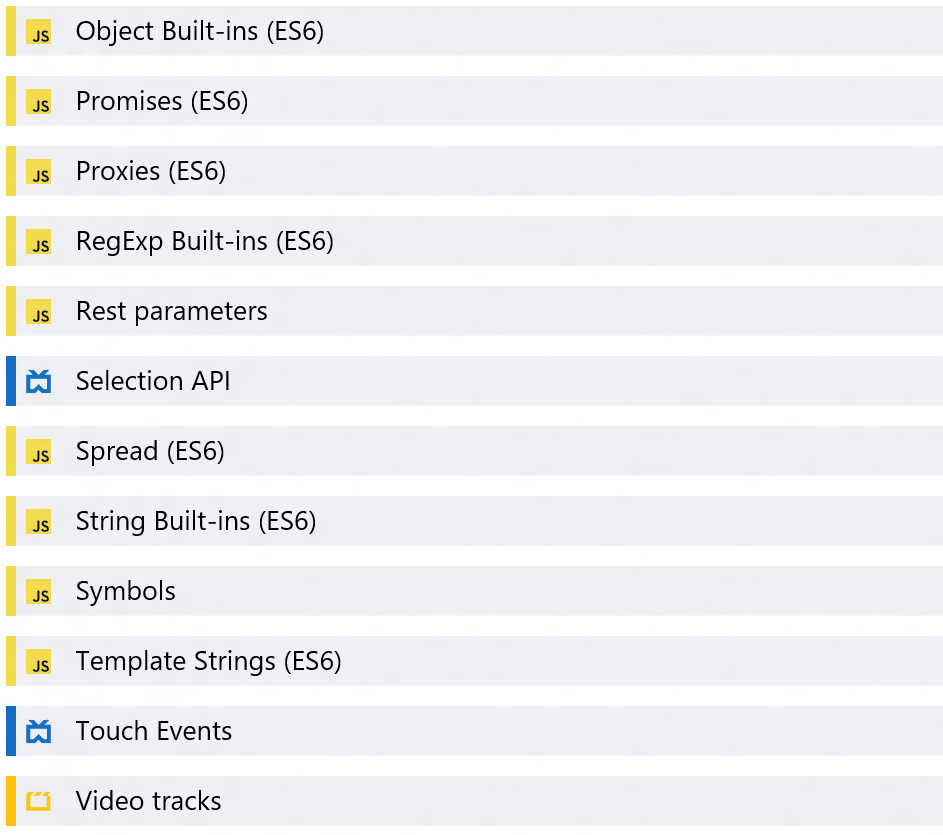 JS Object Built-ins (ES6)
JS Promises (ES6)
JS Proxies (ES6)
JS RegExp Built-ins (ES6)
JS Rest parameters
Selection API
JS Spread (ES6)
JS String Built-ins (ES6)
JS Symbols
JS Template Strings (ES6)
Touch Events
Video tracks